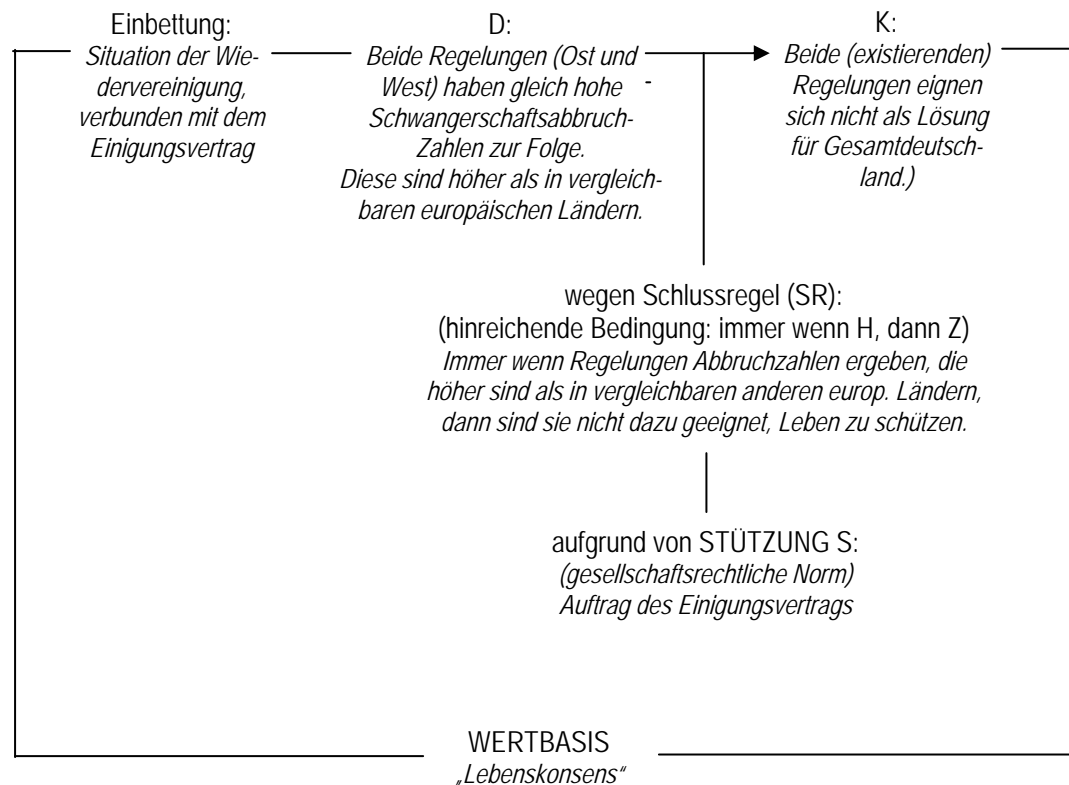 Einbettung:
Situation der Wie-
dervereinigung,
verbunden mit dem
Einigungsvertrag
D:
Beide Regelungen (Ost und
West) haben gleich hohe -
Schwangerschaftsabbruch-
Zahlen zur Folge.
Diese sind höher als in vergleich-
baren europäischen Ländern.
K:
Beide (existierenden)
Regelungen eignen
sich nicht als Lösung
für Gesamtdeutsch-
land.)
wegen Schlussregel (SR):
(hinreichende Bedingung: immer wenn H, dann Z)
Immer wenn Regelungen Abbruchzahlen ergeben, die
höher sind als in vergleichbaren anderen europ. Ländern,
dann sind sie nicht dazu geeignet, Leben zu schützen.
aufgrund von STÜTZUNG S:
(gesellschaftsrechtliche Norm)
Auftrag des Einigungsvertrags
WERTBASIS
„Lebenskonsens“